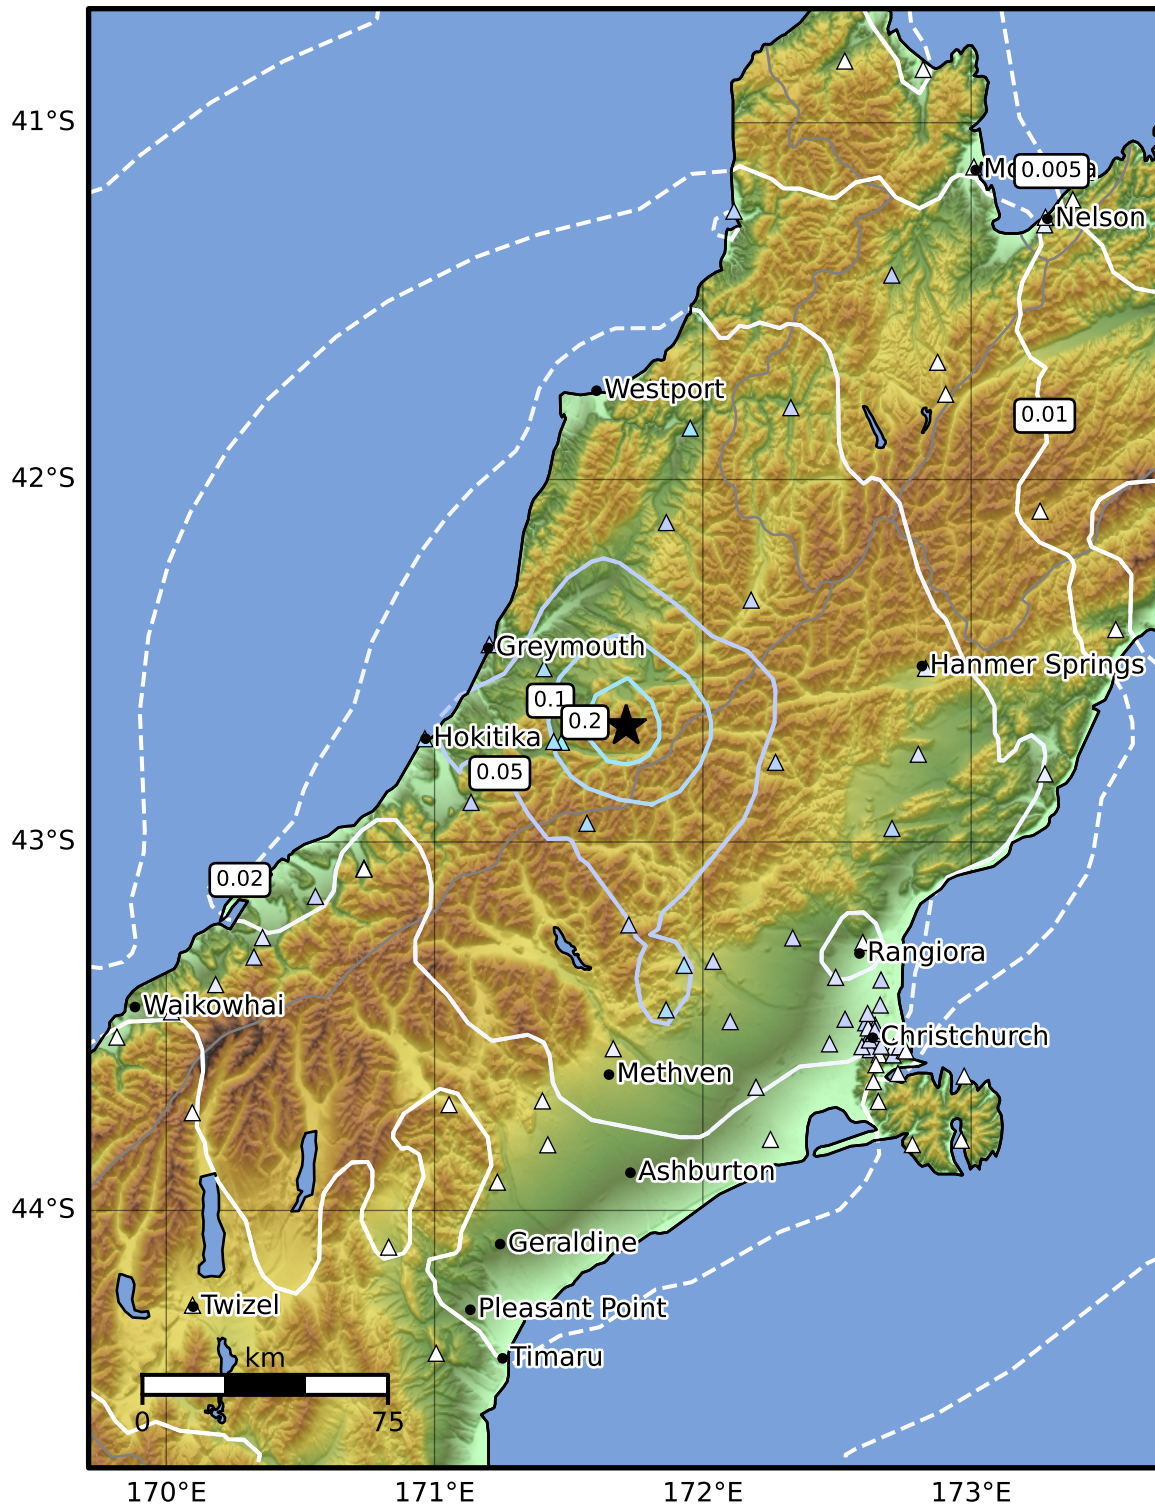 41°S
0.005
Nelson
Westport
0.01
42°S
Greymouth
Hanmer Springs
0.1
0.2
Hokitika
0.05
43°S
0.02
Rangiora
Waikowhai
Christchurch
Methven
Ashburton
44°S
Geraldine
Twizel
Pleasant Point
Timaru
km
0
75
170°E
171°E
172°E
173°E